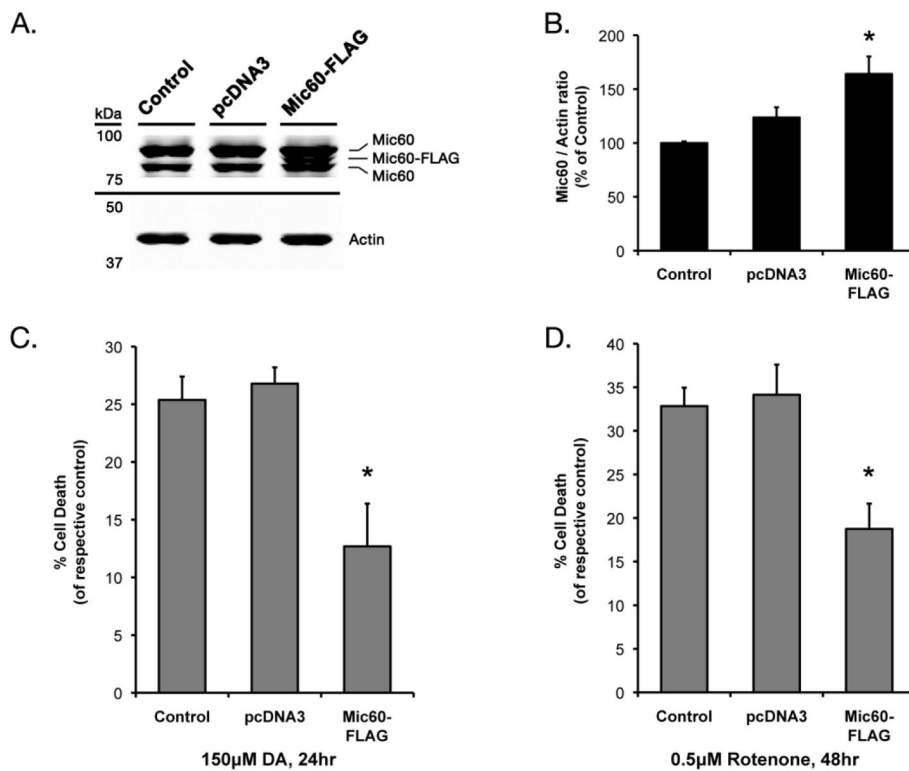 A.
Control
pcDNA3
Mic60-FLAG
kDa
100
75
50
37
Mic60
Mic60-FLAG
Mic60
Actin
B.
Mic60 / Actin ratio
(% of Control)
200
150
100
50
0
*
Control
pcDNA3
Mic60-
FLAG
C.
% Cell Death
(of respective control)
30
25
20
15
10
5
0
*
Control
pcDNA3
Mic60-
FLAG
150µM DA, 24hr
D.
% Cell Death
(of respective control)
40
35
30
25
20
15
10
5
0
*
Control
pcDNA3
Mic60-
FLAG
0.5µM Rotenone, 48hr